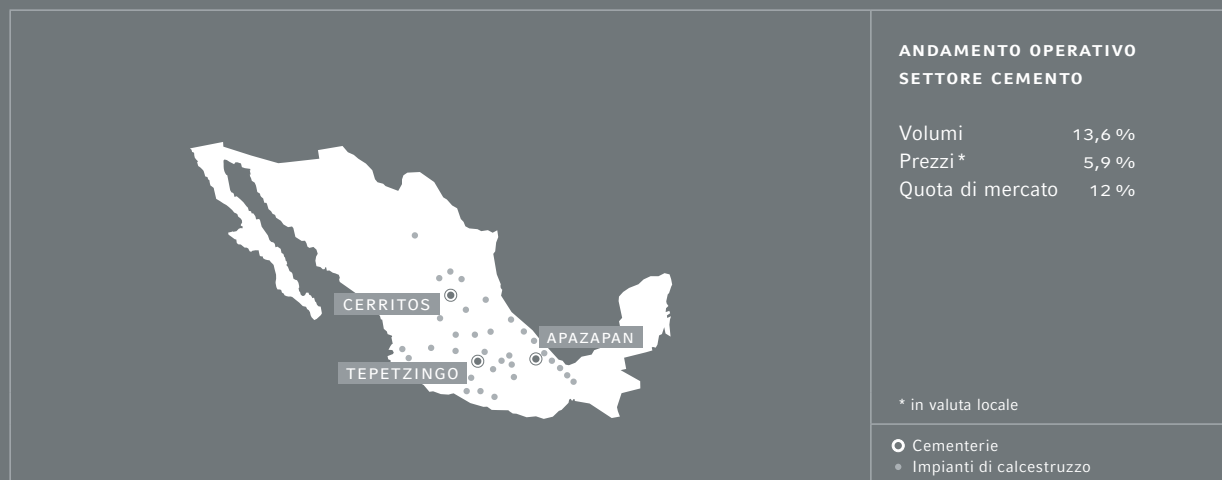 CERRITOS
APAZAPAN
TEPETZINGO
ANDAMENTO OPERATIVO
SETTORE CEMENTO
Volumi 13,6 %
Prezzi * 5,9 %
Quota di mercato 12 %
* in valuta locale
Cementerie
Impianti di calcestruzzo